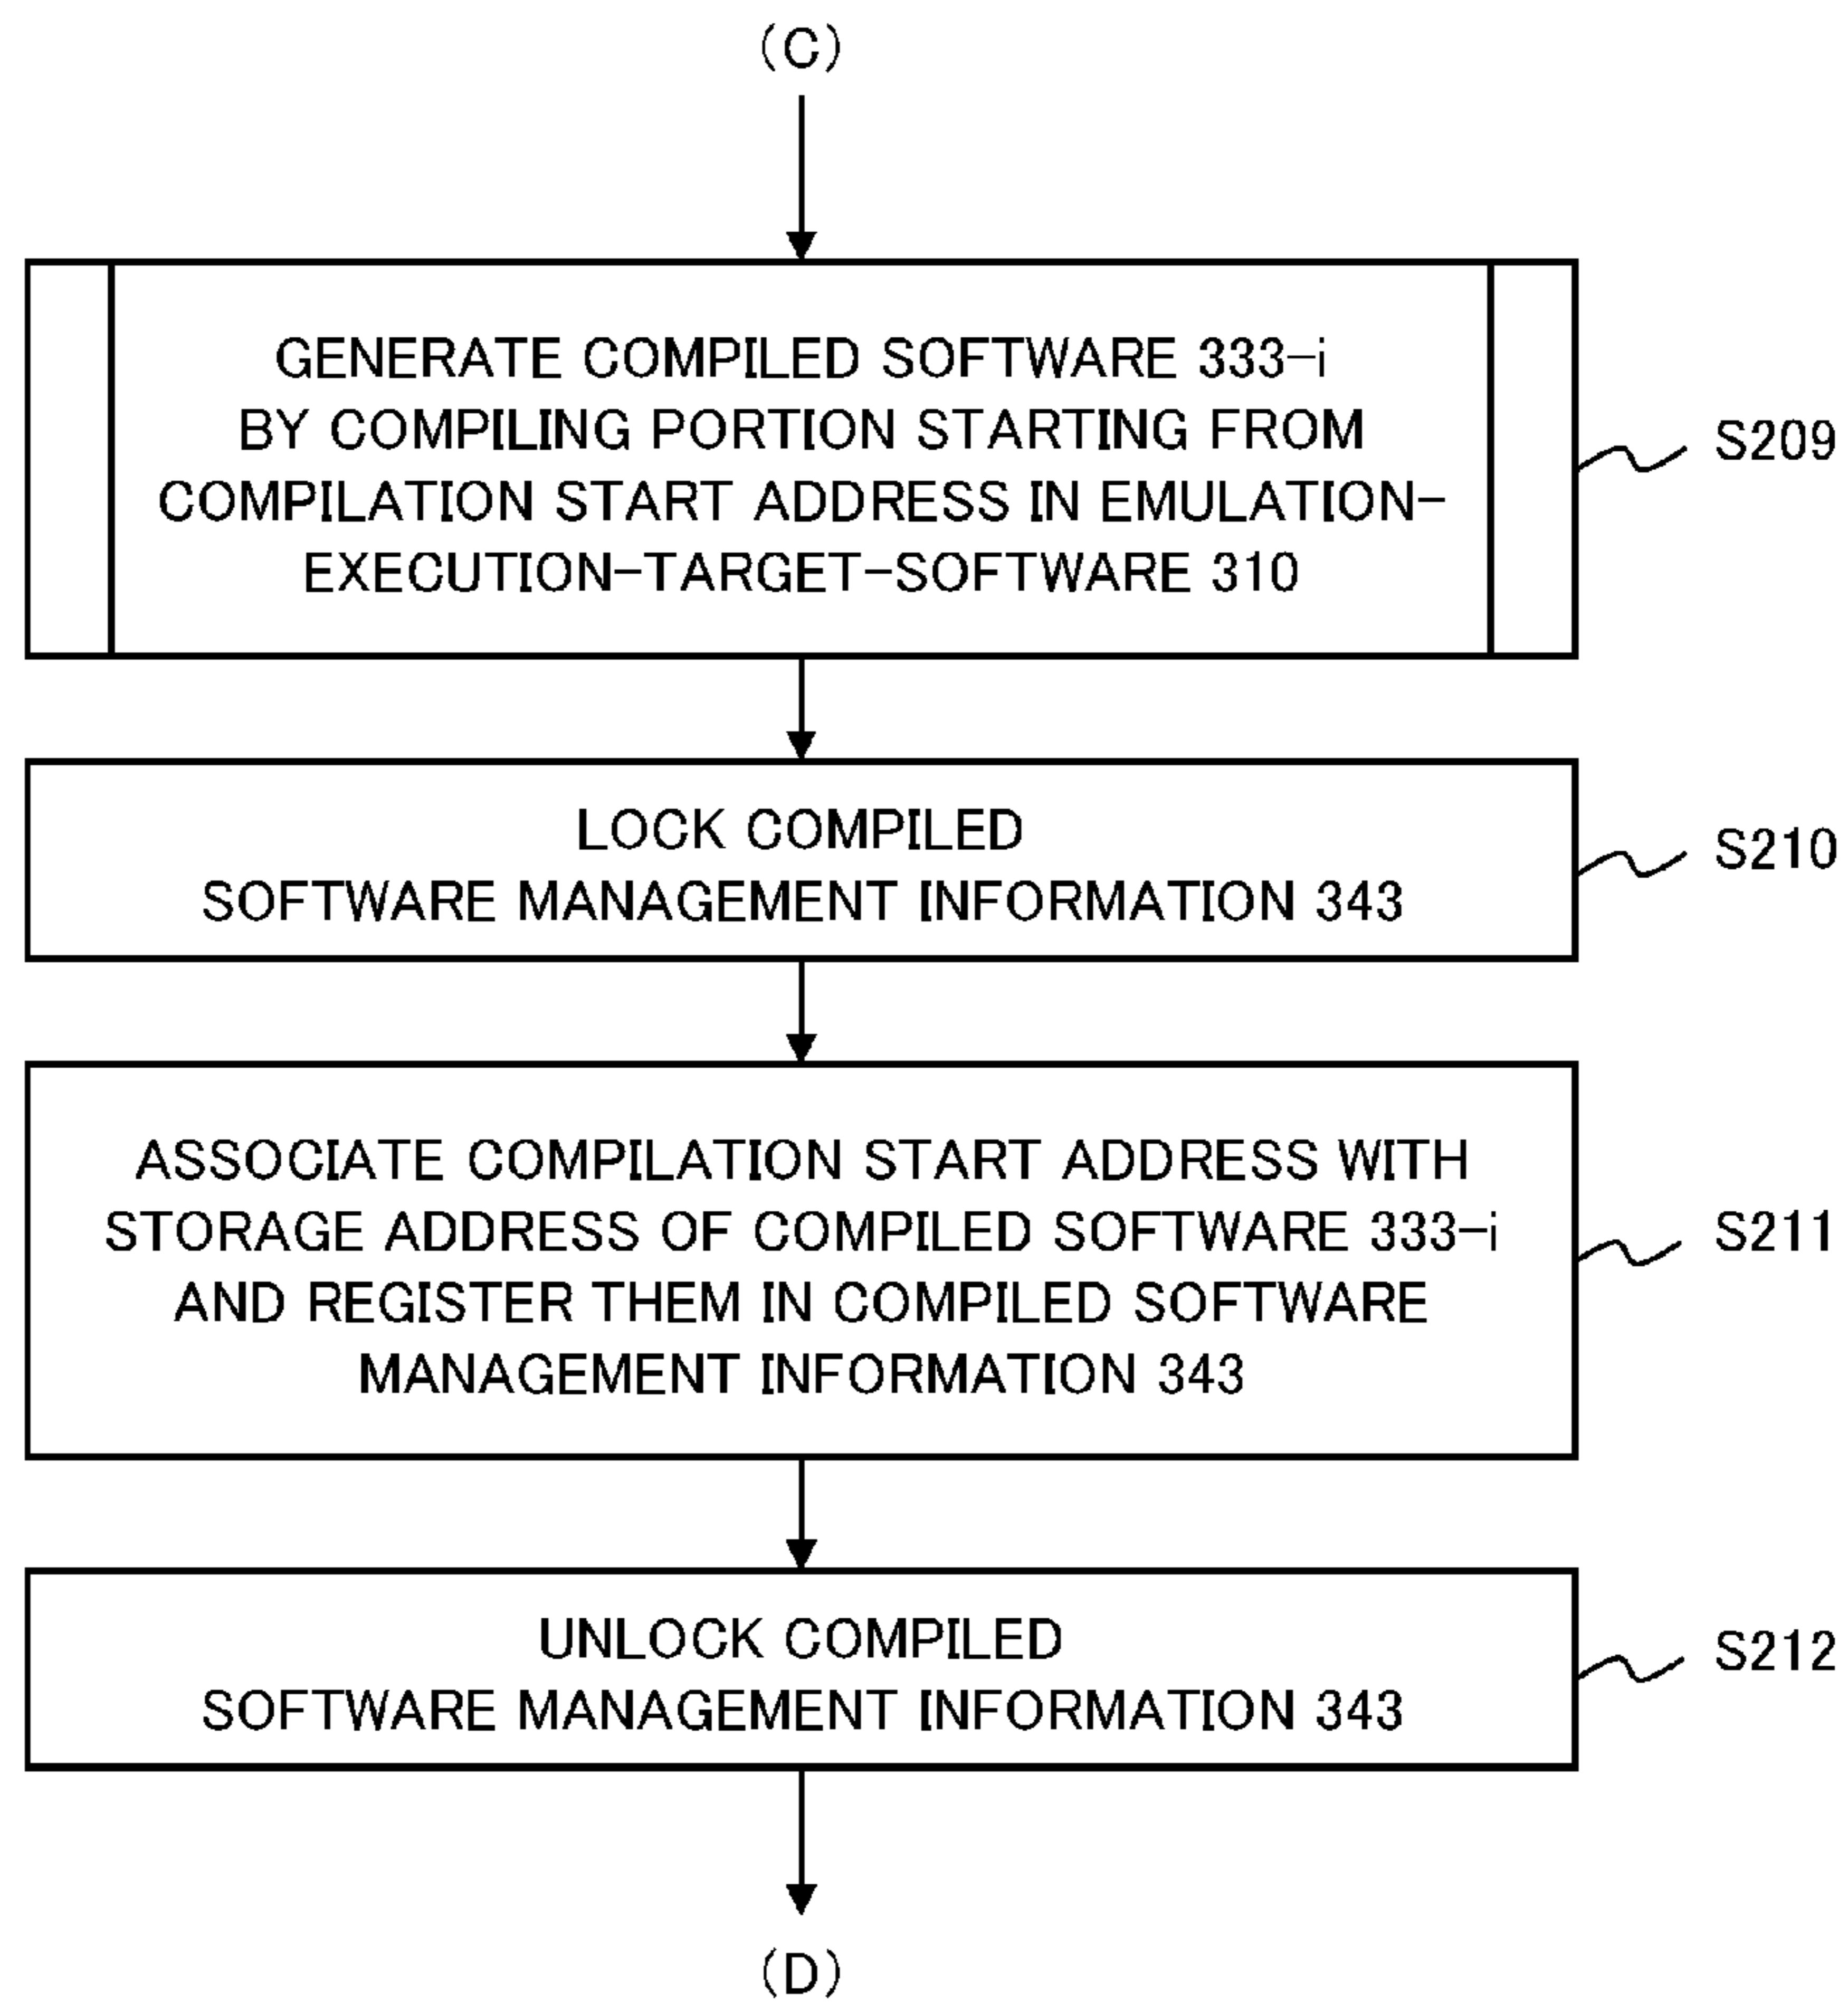 (C)
GENERATE COMPILED SOFTWARE 333-i
BY COMPILING PORTION STARTING FROM
COMPILATION START ADDRESS IN EMULATION-
EXECUTION-TARGET-SOFTWARE 310
S209
LOCK COMPILED
SOFTWARE MANAGEMENT INFORMATION 343
S210
ASSOCIATE COMPILATION START ADDRESS WITH
STORAGE ADDRESS OF COMPILED SOFTWARE 333-i
AND REGISTER THEM IN COMPILED SOFTWARE
MANAGEMENT INFORMATION 343
S211
UNLOCK COMPILED
SOFTWARE MANAGEMENT INFORMATION 343
S212
(D)